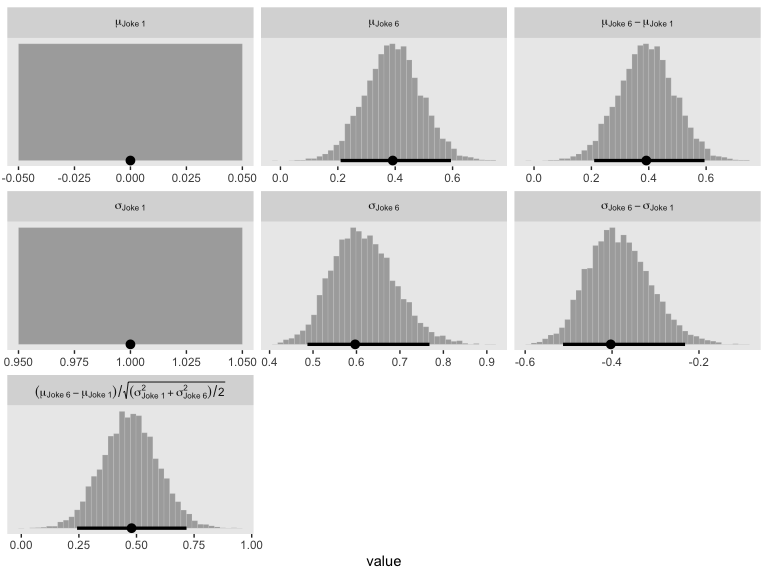 μJoke 1
μJoke 6
μJoke 6 − μJoke 1
-0.050 -0.025 0.000 0.025 0.050
0.0 0.2 0.4 0.6
0.0 0.2 0.4 0.6
σJoke 1
σJoke 6
σJoke 6 − σJoke 1
0.950 0.975 1.000 1.025 1.050
0.4 0.5 0.6 0.7 0.8 0.9
-0.6 -0.4 -0.2
(μJoke 6 − μJoke 1)/√(σ²Joke 1 + σ²Joke 6)/2
0.00 0.25 0.50 0.75 1.00
value